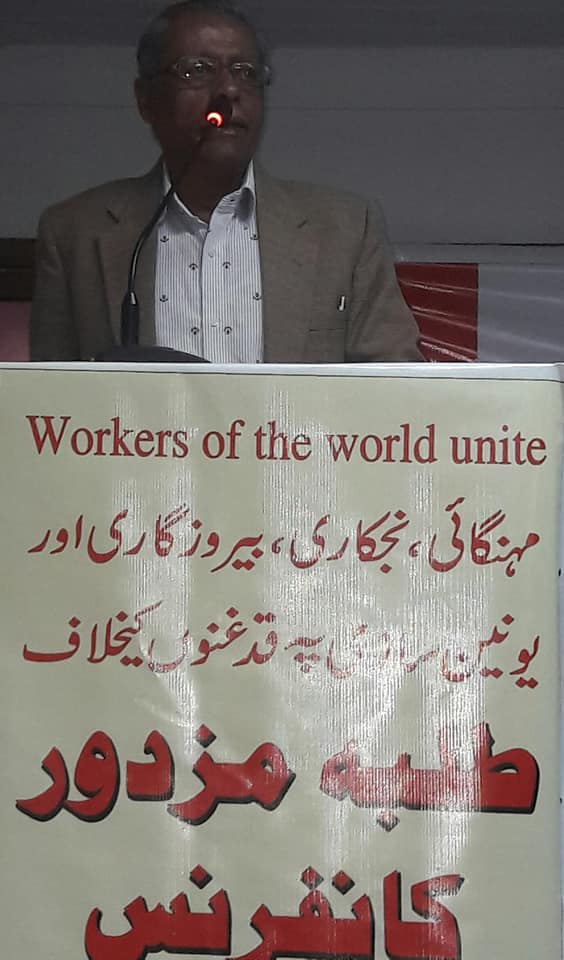 Workers of the world unite
مہنگائی، نجکاری، بیروزگاری اور
یونین سازی پہ قدغنوں کیخلاف
طلبہ مزدور
کانفرنس